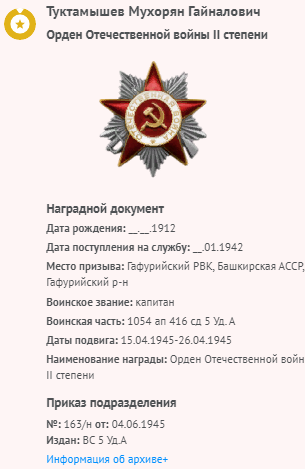 Туктамышев Мухорян Гайналович
Орден Отечественной войны II степени
ОТЕЧЕСТВЕННАЯ ВОЙНА
Наградной документ
Дата рождения: __.__.1912
Дата поступления на службу: __.01.1942
Место призыва: Гафурийский РВК, Башкирская АССР,
Гафурийский р-н
Воинское звание: капитан
Воинская часть: 1054 ап 416 сд 5 Уд. А
Даты подвига: 15.04.1945-26.04.1945
Наименование награды: Орден Отечественной войн
II степени
Приказ подразделения
№: 163/н от: 04.06.1945
Издан: ВС 5 Уд.А
Информация об архиве+